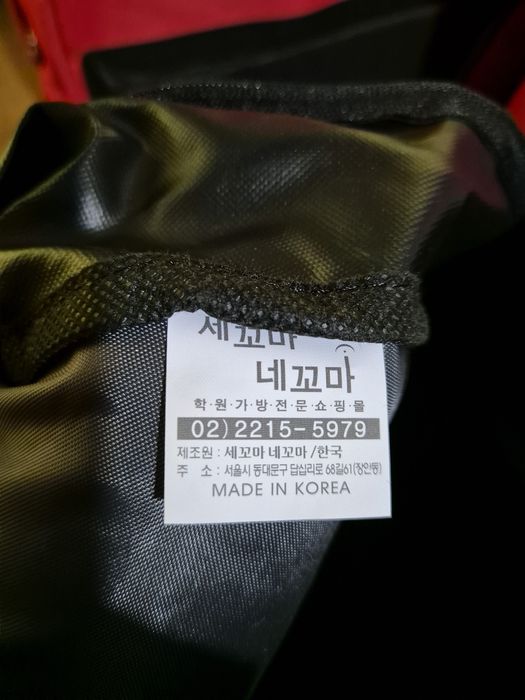 세꼬마
네꼬마
학·원·가·방·전·문·쇼·핑·몰
02) 2215-5979
제조원 : 세꼬마 네꼬마 /한국
주 소 : 서울시 동대문구 답십리로 68길61(장안동)
MADE IN KOREA